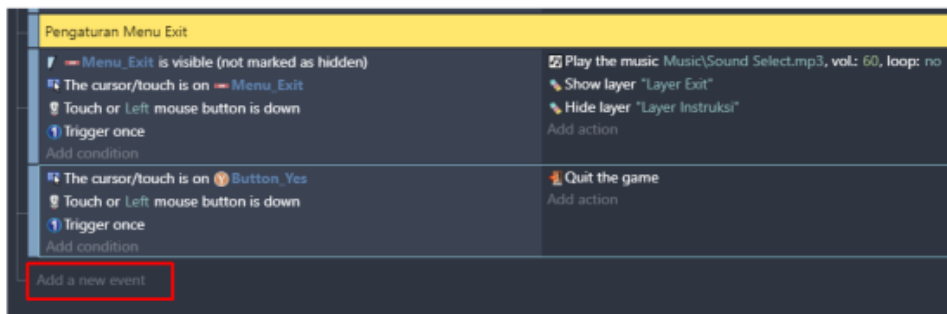 Pengaturan Menu Exit
Menu_Exit is visible (not marked as hidden)
The cursor/touch is on Menu_Exit
Touch or Left mouse button is down
Trigger once
Add condition
Play the music Music\Sound Select.mp3, vol.: 60, loop: no
Show layer "Layer Exit"
Hide layer "Layer Instruksi"
Add action
The cursor/touch is on Button_Yes
Touch or Left mouse button is down
Trigger once
Add condition
Quit the game
Add action
Add a new event